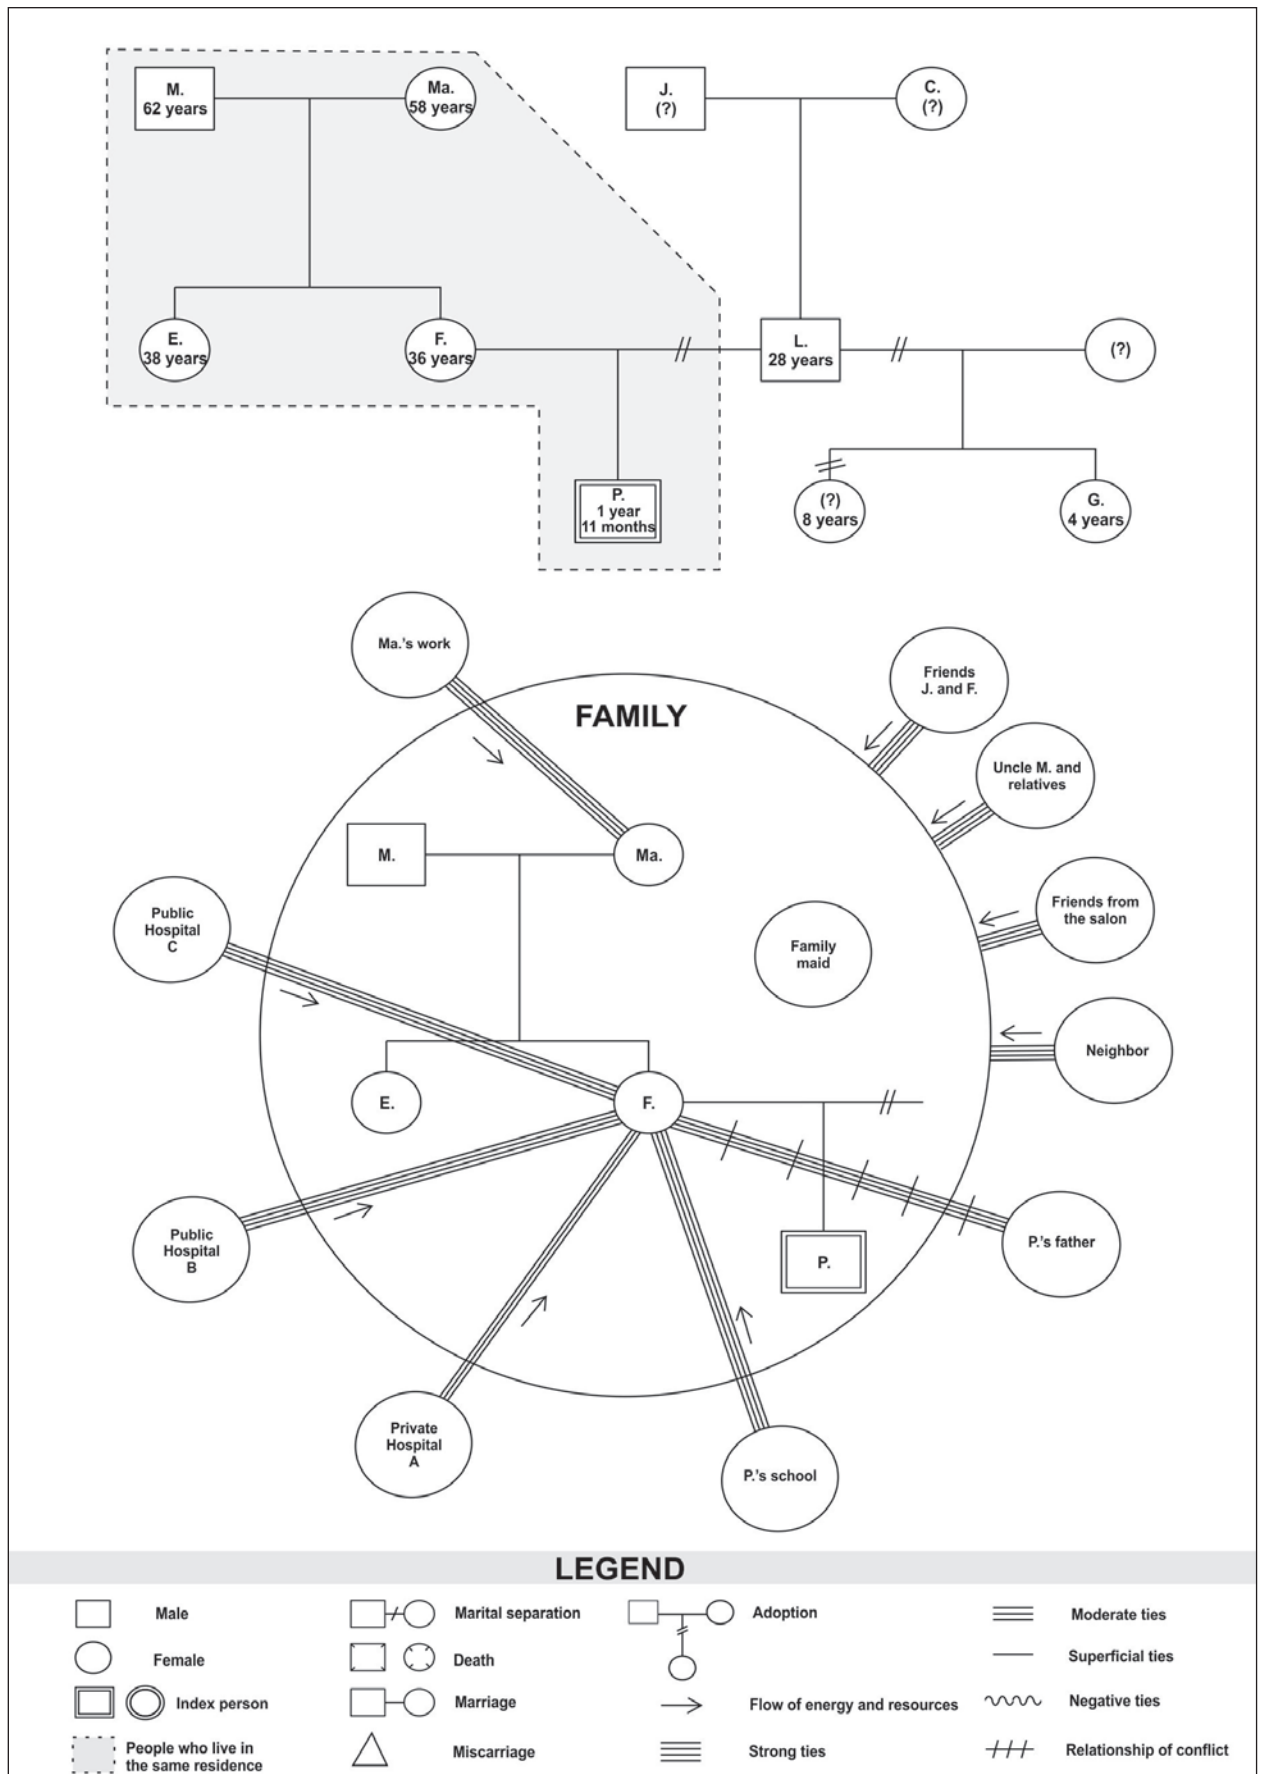 M.
62 years
Ma.
58 years
J.
(?)
C.
(?)
E.
38 years
F.
36 years
L.
28 years
(?)
P.
1 year
11 months
(?)
8 years
G.
4 years
Ma.'s work
FAMILY
Friends
J. and F.
Uncle M. and
relatives
M.
Ma.
Friends from
the salon
Public
Hospital
C
Family
maid
Neighbor
E.
F.
Public
Hospital
B
P.
P.'s father
Private
Hospital
A
P.'s school
LEGEND
Male
Marital separation
Adoption
Moderate ties
Female
Death
Superficial ties
Index person
Marriage
Flow of energy and resources
Negative ties
People who live in
the same residence
Miscarriage
Strong ties
Relationship of conflict